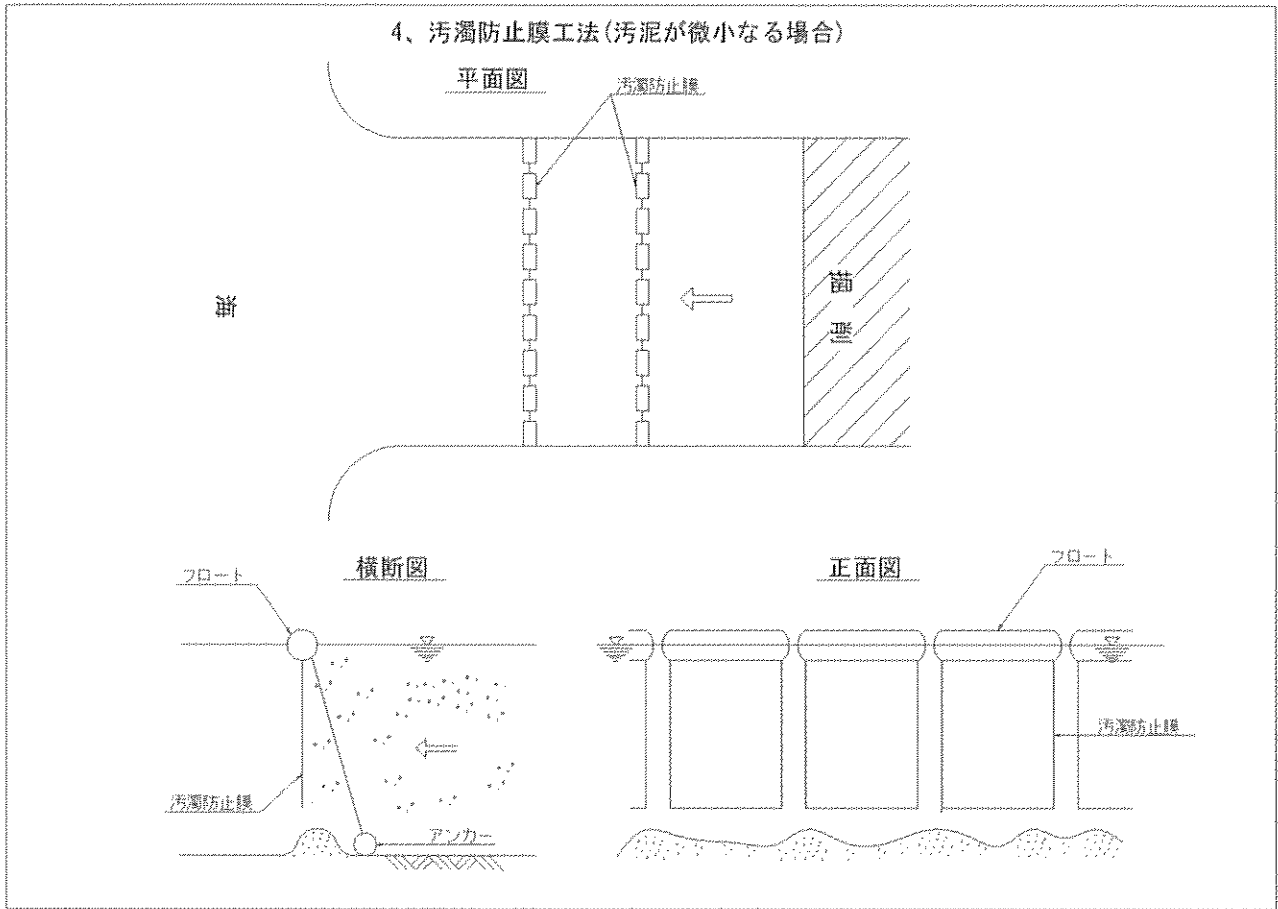 4、汚濁防止膜工法(汚泥が微小なる場合)
平面図
汚濁防止膜
海
掘削
横断図
フロート
汚濁防止膜
アンカー
正面図
フロート
汚濁防止膜